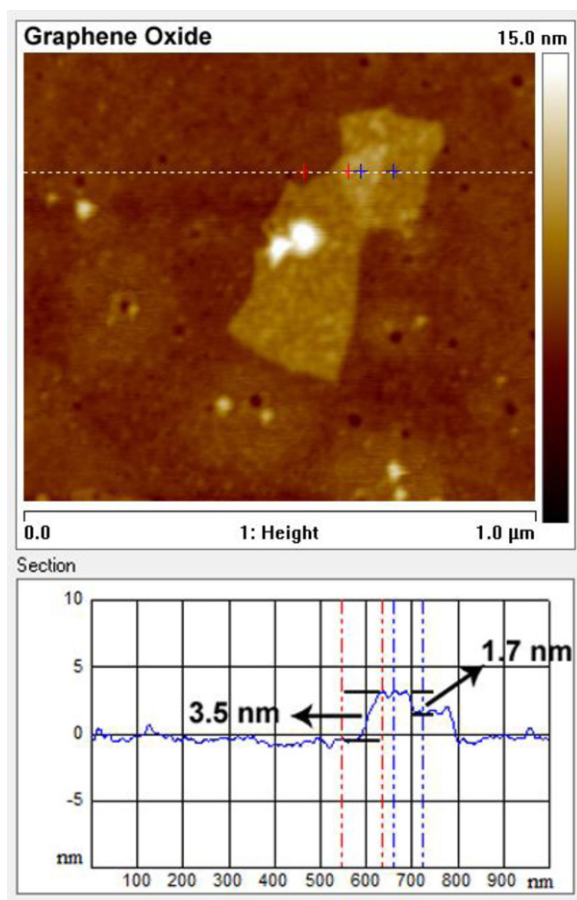 Graphene Oxide 15.0 nm
0.0 1: Height 1.0 µm
Section
10
5
0
-5
nm
3.5 nm
1.7 nm
100 200 300 400 500 600 700 800 900 nm